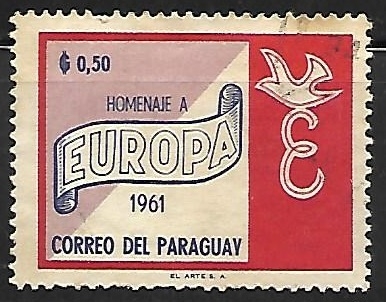 ₲ 0,50
HOMENAJE A
EUROPA
1961
CORREO DEL PARAGUAY
E
EL ARTE S. A.